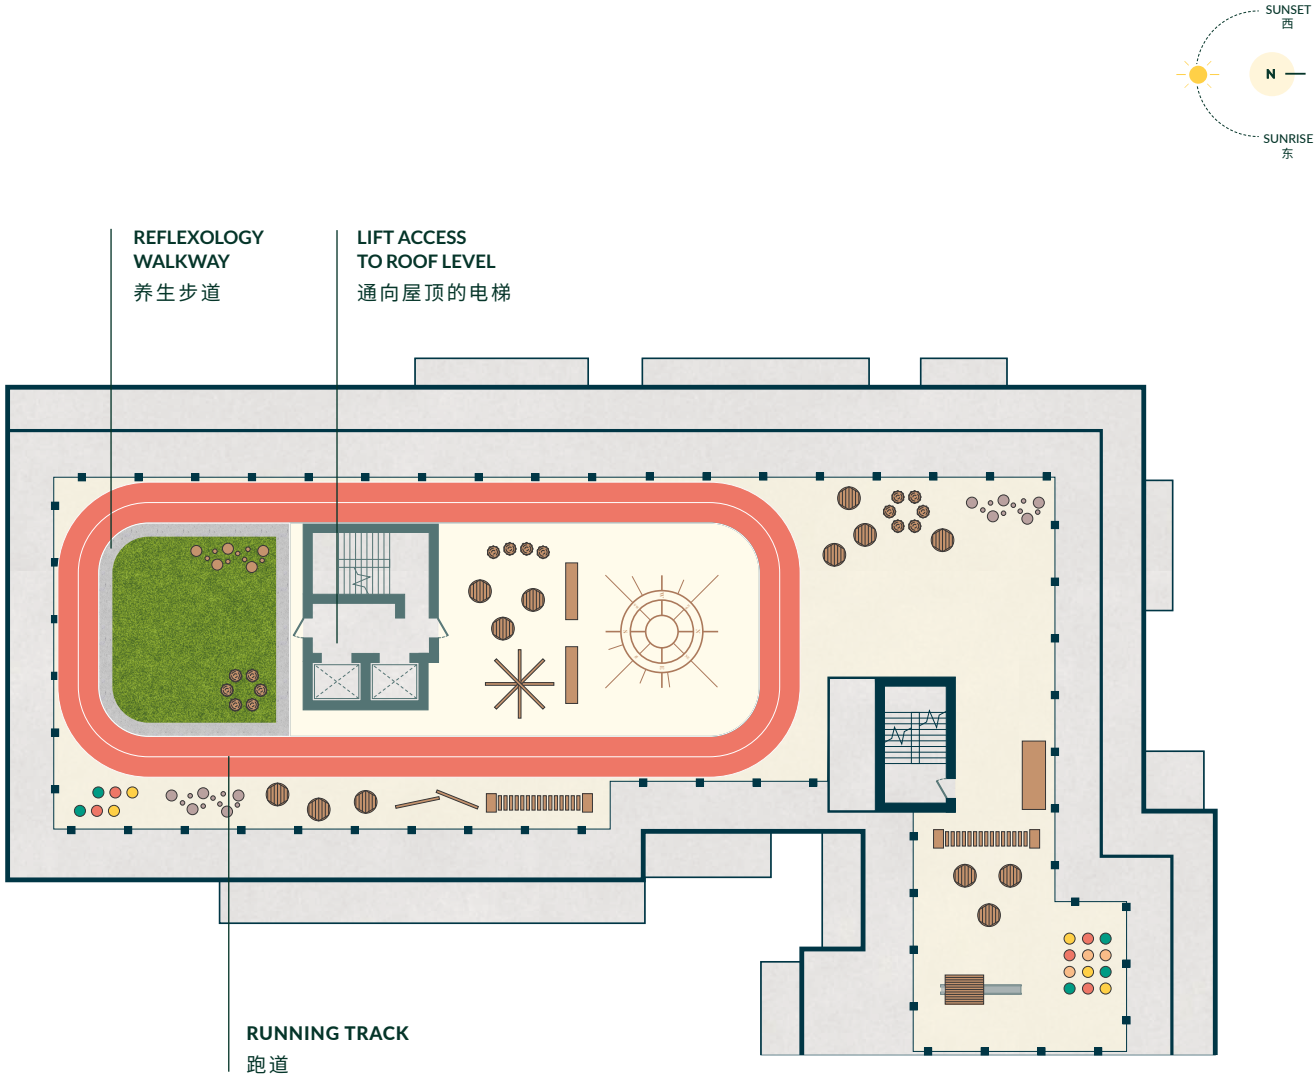 SUNSET
西
N
SUNRISE
东
REFLEXOLOGY
WALKWAY
养生步道
LIFT ACCESS
TO ROOF LEVEL
通向屋顶的电梯
RUNNING TRACK
跑道